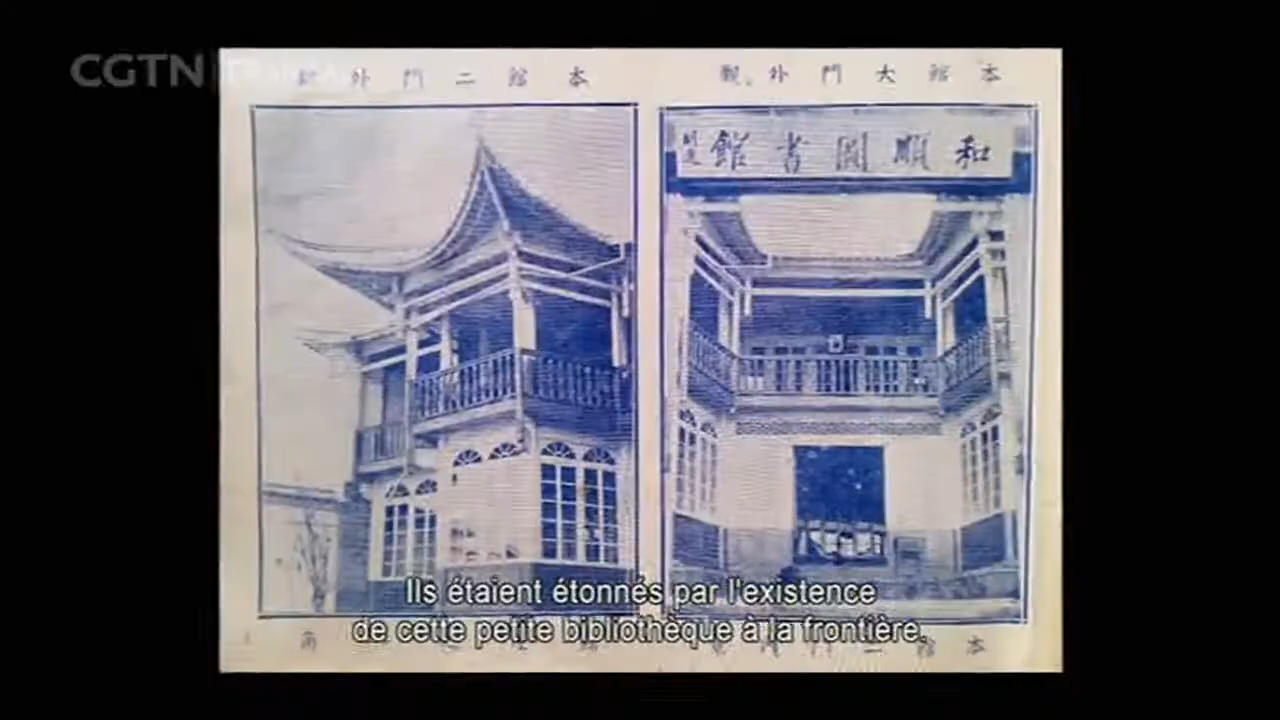 CGTN
本館大門外觀
本館二門外
和順圖書館
Ils étaient étonnés par l'existence
de cette petite bibliothèque à la frontière.